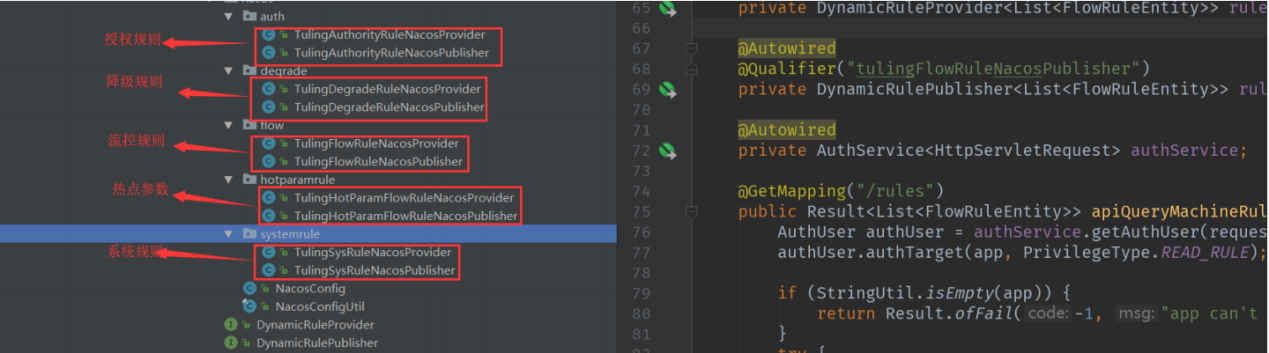 auth
授权规则
TulingAuthorityRuleNacosProvider
TulingAuthorityRuleNacosPublisher
degrade
降级规则
TulingDegradeRuleNacosProvider
TulingDegradeRuleNacosPublisher
flow
流控规则
TulingFlowRuleNacosProvider
TulingFlowRuleNacosPublisher
hotparamrule
热点参数
TulingHotParamFlowRuleNacosProvider
TulingHotParamFlowRuleNacosPublisher
systemrule
系统规则
TulingSysRuleNacosProvider
TulingSysRuleNacosPublisher
NacosConfig
NacosConfigUtil
DynamicRuleProvider
DynamicRulePublisher
65 private DynamicRuleProvider<List<FlowRuleEntity>> rule
66
67 @Autowired
68 @Qualifier("tulingFlowRuleNacosPublisher")
69 private DynamicRulePublisher<List<FlowRuleEntity>> rul
70
71 @Autowired
72 private AuthService<HttpServletRequest> authService;
73
74 @GetMapping("/rules")
75 public Result<List<FlowRuleEntity>> apiQueryMachineRul
76 AuthUser authUser = authService.getAuthUser(reques
77 authUser.authTarget(app, PrivilegeType.READ_RULE);
78
79 if (StringUtil.isEmpty(app)) {
80 return Result.ofFail( code: -1, msg: "app can't
81 }
try {